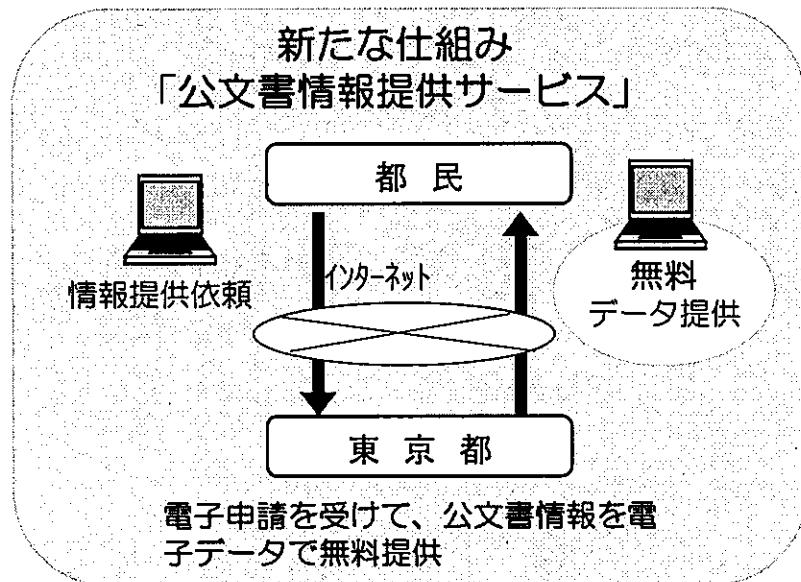 新たな仕組み
「公文書情報提供サービス」
都民
情報提供依頼
インターネット
無料
データ提供
東京都
電子申請を受けて、公文書情報を電
子データで無料提供